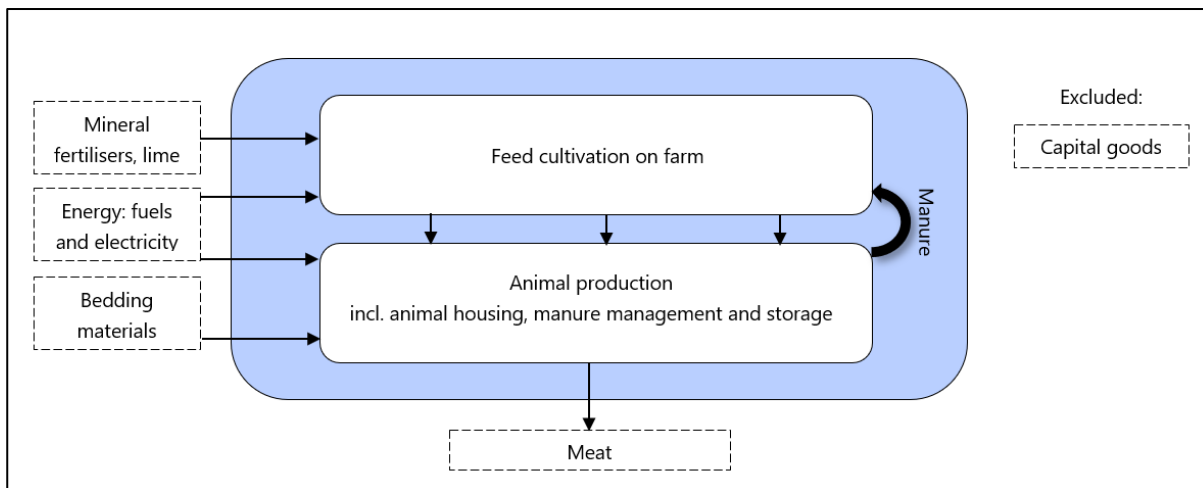 Mineral
fertilisers, lime
Energy: fuels
and electricity
Bedding
materials
Feed cultivation on farm
Animal production
incl. animal housing, manure management and storage
Manure
Meat
Excluded:
Capital goods